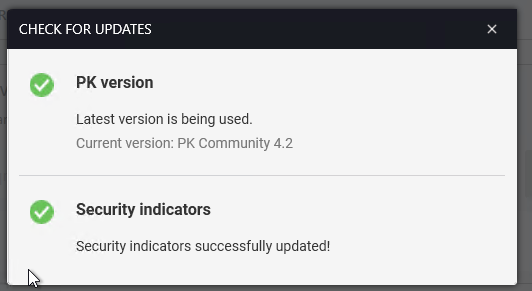 CHECK FOR UPDATES
PK version
Latest version is being used.
Current version: PK Community 4.2
Security indicators
Security indicators successfully updated!